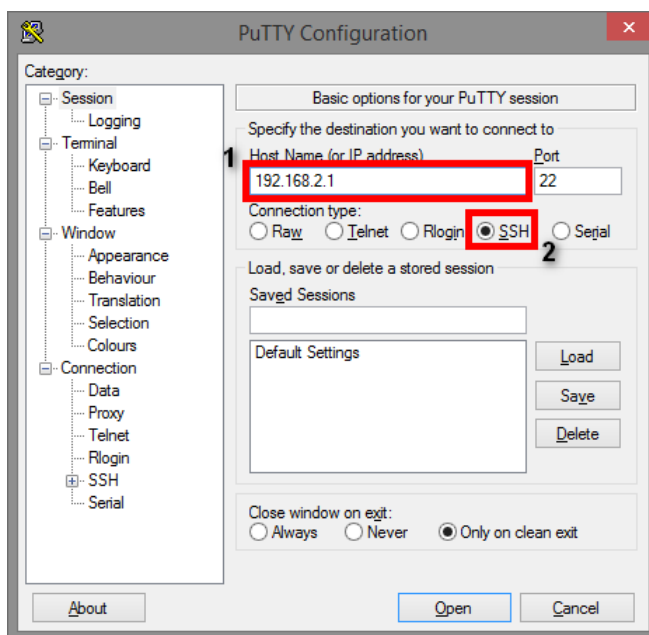 PuTTY Configuration
Category:
Session
Logging
Terminal
Keyboard
Bell
Features
Window
Appearance
Behaviour
Translation
Selection
Colours
Connection
Data
Proxy
Telnet
Rlogin
SSH
Serial
Basic options for your PuTTY session
Specify the destination you want to connect to
1 Host Name (or IP address) Port
192.168.2.1 22
Connection type:
Raw Telnet Rlogin SSH Serial
2
Load, save or delete a stored session
Saved Sessions
Default Settings
Load
Save
Delete
Close window on exit:
Always Never Only on clean exit
About Open Cancel